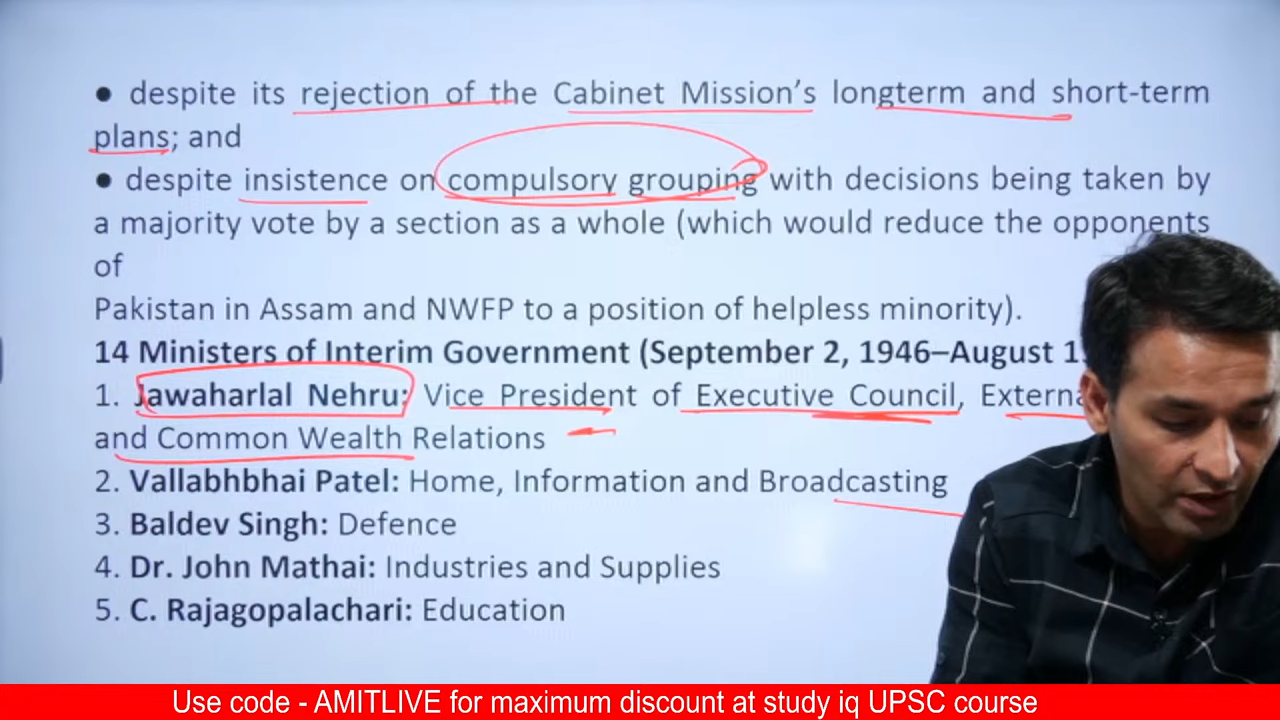 ● despite its rejection of the Cabinet Mission's longterm and short-term
plans; and
● despite insistence on compulsory grouping with decisions being taken by
a majority vote by a section as a whole (which would reduce the opponents
of
Pakistan in Assam and NWFP to a position of helpless minority).
14 Ministers of Interim Government (September 2, 1946–August
1. Jawaharlal Nehru: Vice President of Executive Council,
and Common Wealth Relations
2. Vallabhbhai Patel: Home, Information and Broadcasting
3. Baldev Singh: Defence
4. Dr. John Mathai: Industries and Supplies
5. C. Rajagopalachari: Education
Use code - AMITLIVE for maximum discount at study iq UPSC course